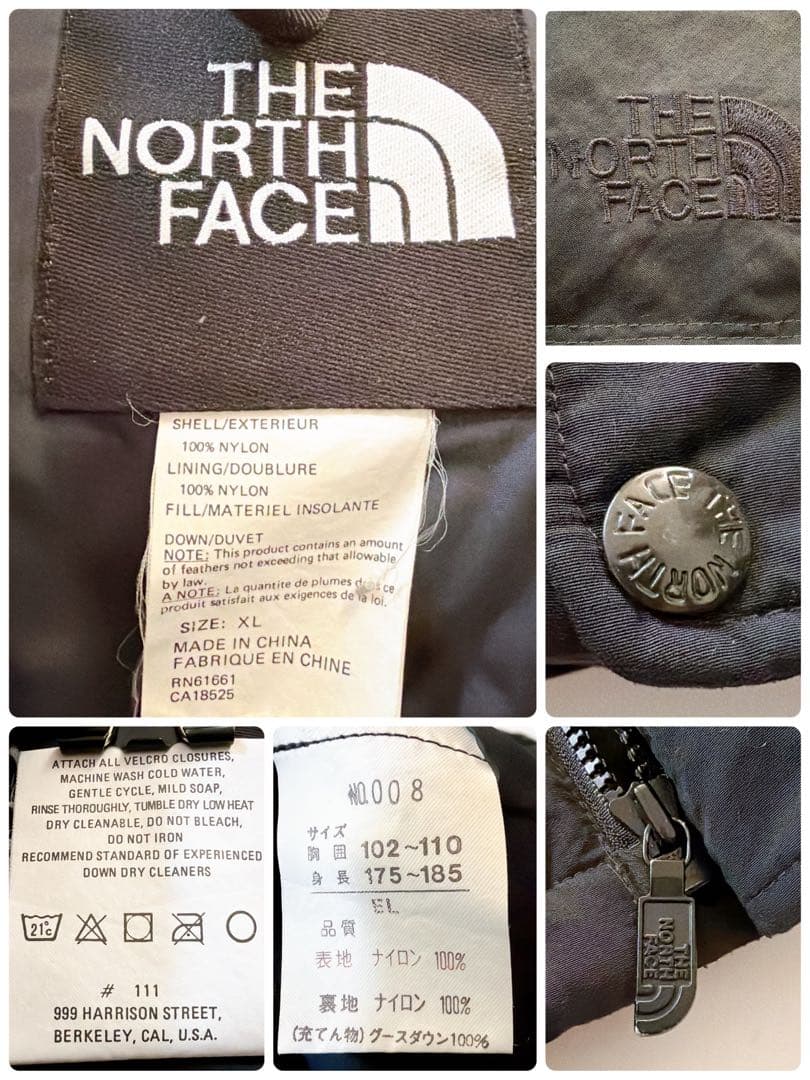 THE
NORTH
FACE
SHELL/EXTERIEUR
100% NYLON
LINING/DOUBLURE
100% NYLON
FILL/MATERIEL INSOLANTE
DOWN/DUVET
NOTE: This product contains an amount
of feathers not exceeding that allowable
by law.
A NOTE: La quantite de plumes dans ce
produit satisfait aux exigences de la loi.
SIZE: XL
MADE IN CHINA
FABRIQUE EN CHINE
RN61661
CA18525
THE
NORTH
FACE
THE NORTH FACE
ATTACH ALL VELCRO CLOSURES,
MACHINE WASH COLD WATER,
GENTLE CYCLE, MILD SOAP,
RINSE THOROUGHLY, TUMBLE DRY LOW HEAT
DRY CLEANABLE, DO NOT BLEACH,
DO NOT IRON
RECOMMEND STANDARD OF EXPERIENCED
DOWN DRY CLEANERS
21°C
# 111
999 HARRISON STREET,
BERKELEY, CAL, U.S.A.
NO.008
サイズ
胸囲 102~110
身長 175~185
EL
品質
表地 ナイロン 100%
裏地 ナイロン 100%
(充てん物)グースダウン100%
THE
NORTH
FACE